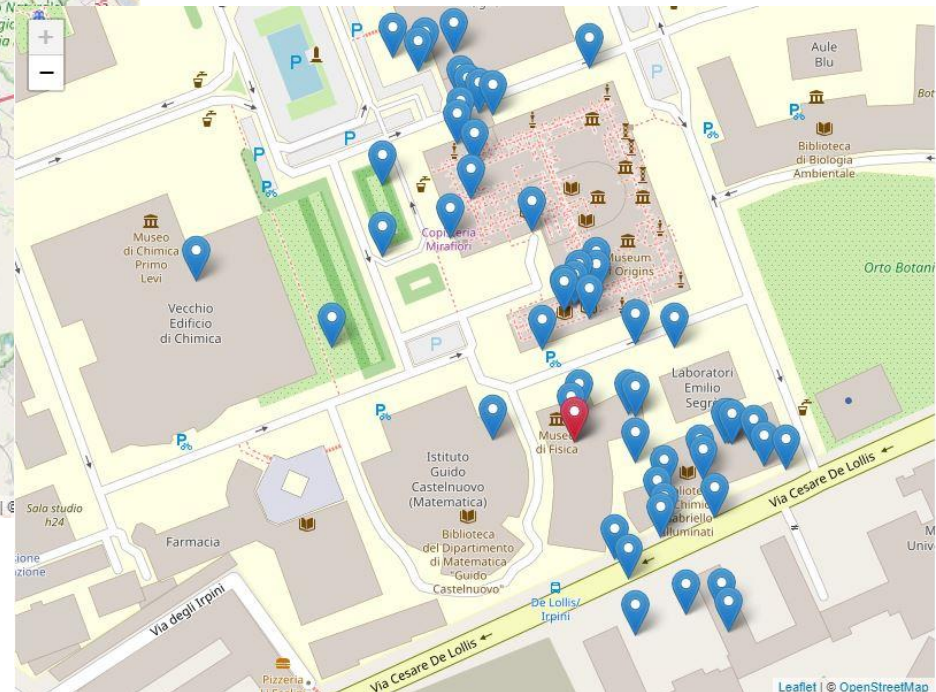 +
−
P
P
P
P
P
P
Aule
Blu
P
P
Biblioteca
di Biologia
Ambientale
P
Museo
di Chimica
Primo
Levi
Copisteria
Mirafiori
Museum
Origins
Orto Botani
Vecchio
Edificio
di Chimica
P
P
Laboratori
Emilio
Segrè
P
P
Museo
di Fisica
Istituto
Guido
Castelnuovo
(Matematica)
Via Cesare De Lollis
Sala studio
h24
Farmacia
Biblioteca
del Dipartimento
di Matematica
"Guido
Castelnuovo"
Illuminati
De Lollis/
Irpini
Via degli Irpini
Via Cesare De Lollis
Pizzeria
Leaflet | © OpenStreetMap